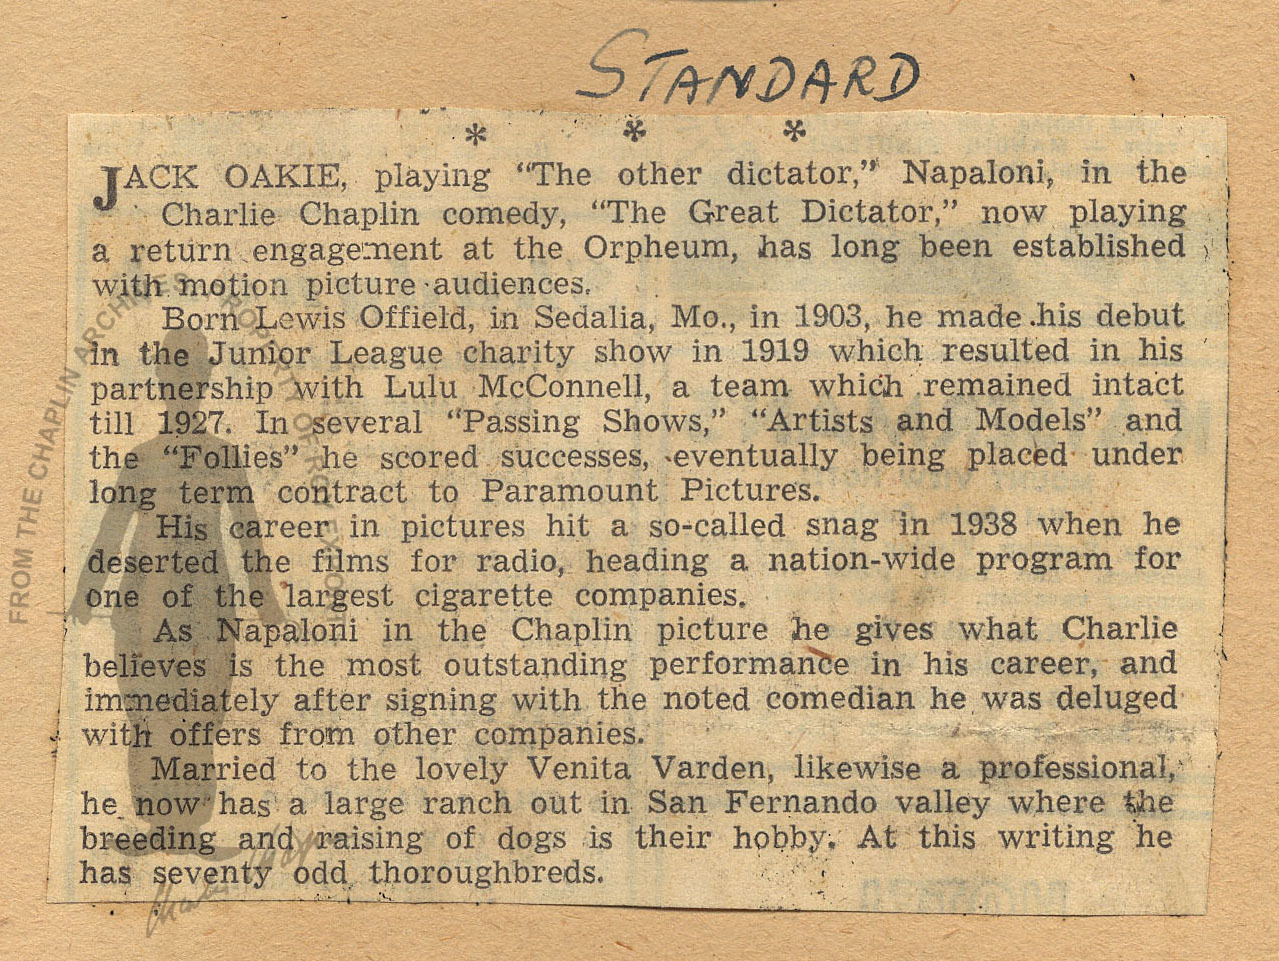 STANDARD
* * *
JACK OAKIE, playing “The other dictator,” Napaloni, in the
Charlie Chaplin comedy, “The Great Dictator,” now playing
a return engagement at the Orpheum, has long been established
with motion picture audiences.
Born Lewis Offield, in Sedalia, Mo., in 1903, he made his debut
in the Junior League charity show in 1919 which resulted in his
partnership with Lulu McConnell, a team which remained intact
till 1927. In several “Passing Shows,” “Artists and Models” and
the “Follies” he scored successes, eventually being placed under
long term contract to Paramount Pictures.
His career in pictures hit a so-called snag in 1938 when he
deserted the films for radio, heading a nation-wide program for
one of the largest cigarette companies.
As Napaloni in the Chaplin picture he gives what Charlie
believes is the most outstanding performance in his career, and
immediately after signing with the noted comedian he was deluged
with offers from other companies.
Married to the lovely Venita Varden, likewise a professional,
he now has a large ranch out in San Fernando valley where the
breeding and raising of dogs is their hobby. At this writing he
has seventy odd thoroughbreds.
FROM THE CHAPLIN ARCHIVES
PROPERTY OF ROY EXPORT